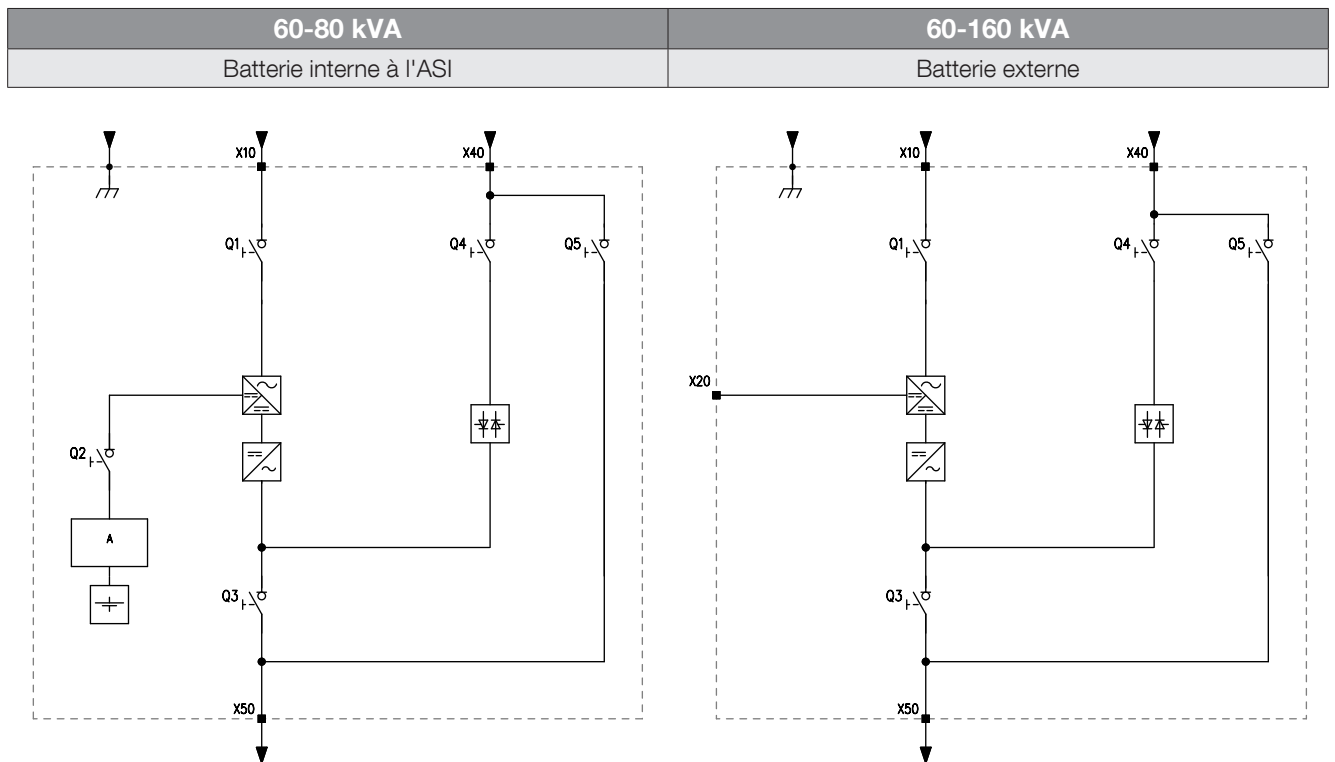 60-80 kVA
60-160 kVA
Batterie interne à l'ASI
Batterie externe
X10
X40
X10
X40
Q1
Q4
Q5
Q1
Q4
Q5
X20
Q2
A
Q3
Q3
X50
X50